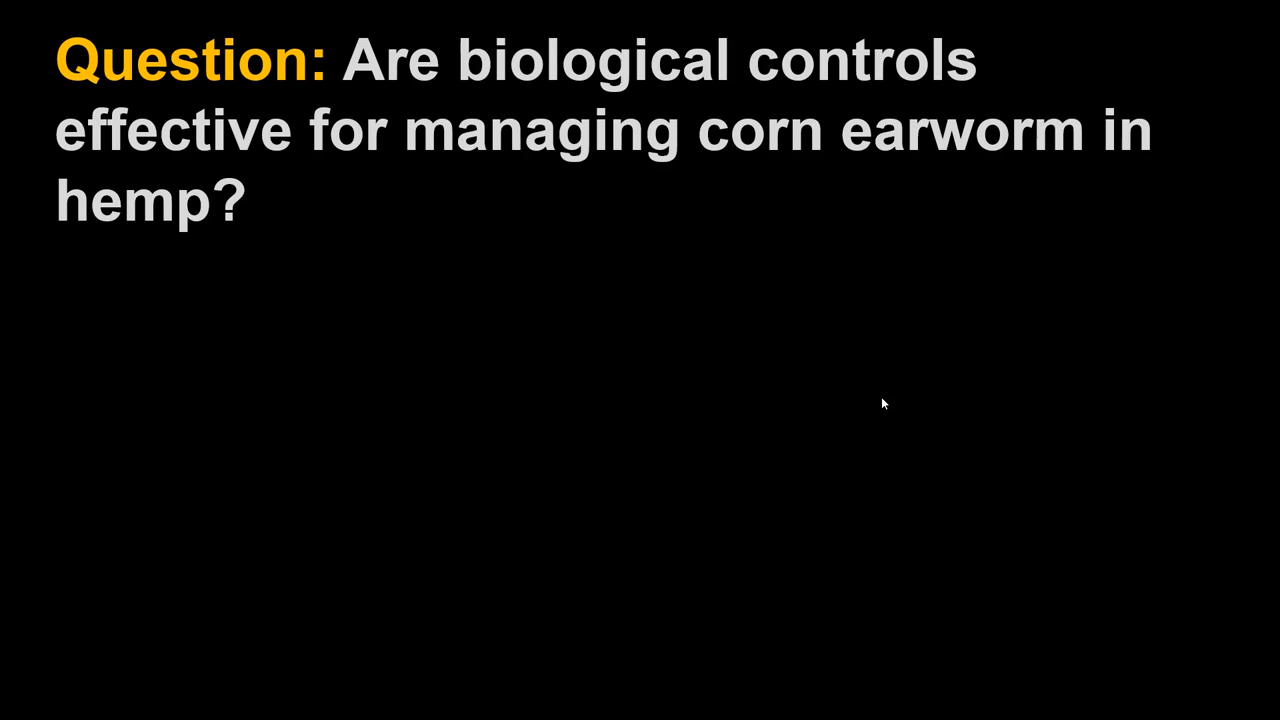 Question: Are biological controls
effective for managing corn earworm in
hemp?